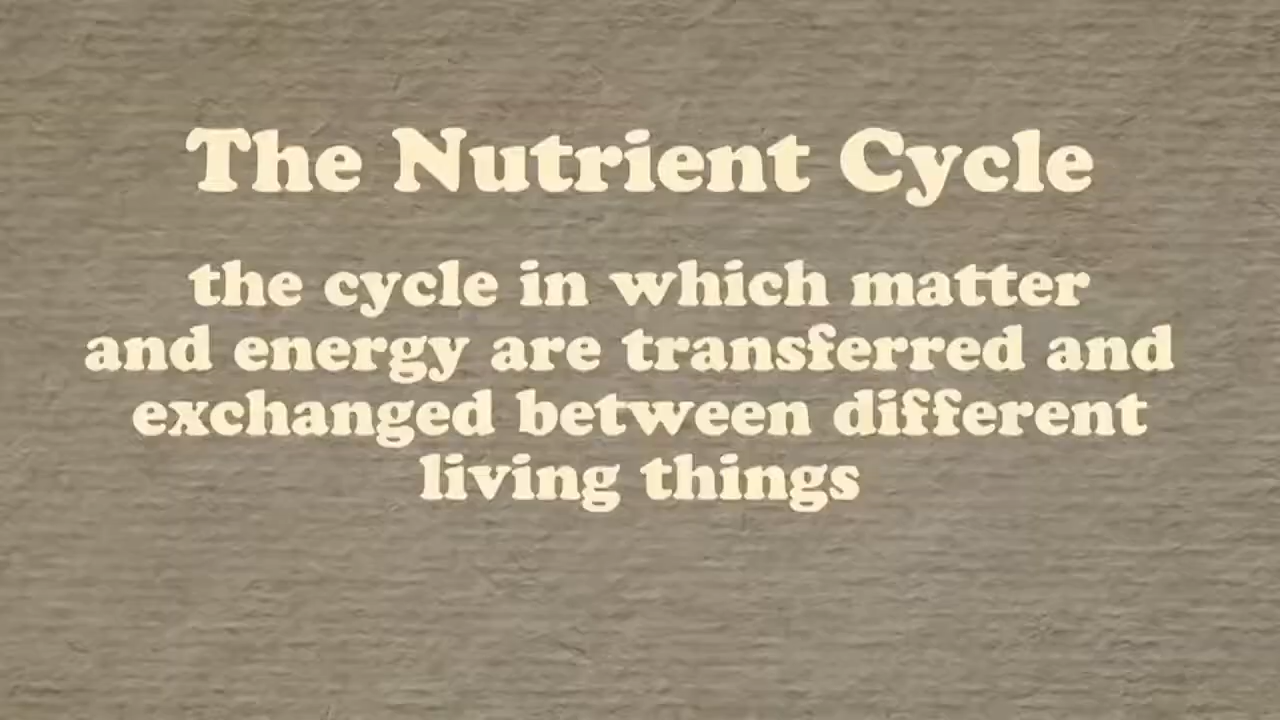 The Nutrient Cycle
the cycle in which matter
and energy are transferred and
exchanged between different
living things